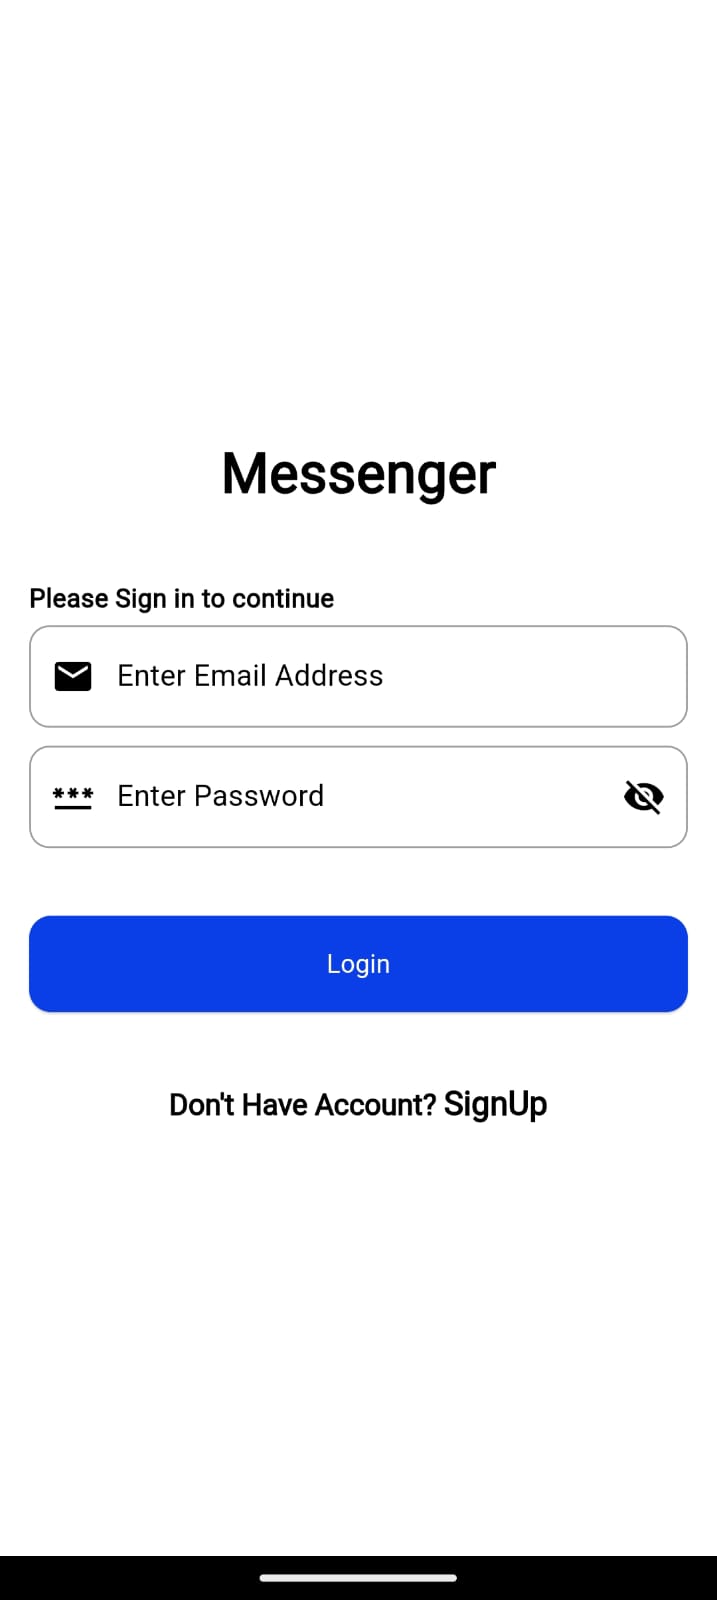 Messenger
Please Sign in to continue
Enter Email Address
*** Enter Password
Login
Don't Have Account? SignUp